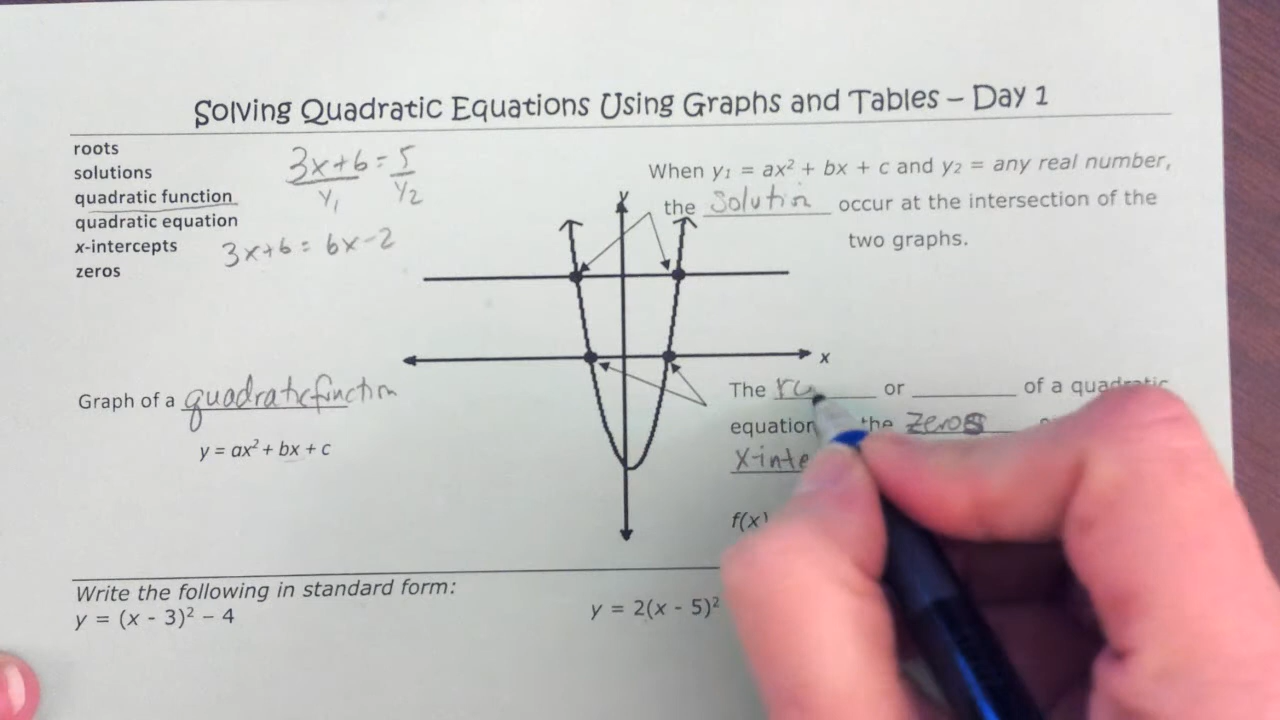 Solving Quadratic Equations Using Graphs and Tables – Day 1
roots
solutions
quadratic function
quadratic equation
x-intercepts
zeros
3x+6 = 5
y₁ y₂
3x+6 = 6x-2
When y₁ = ax² + bx + c and y₂ = any real number,
the solutin occur at the intersection of the
two graphs.
y
x
Graph of a quadratic function
y = ax² + bx + c
The or of a quadratic
equation the zeros
x-inte
f(x)
Write the following in standard form:
y = (x - 3)² – 4
y = 2(x - 5)²